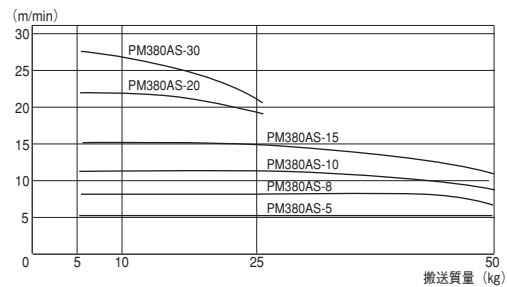 (m/min)
30
PM380AS-30
25
PM380AS-20
20
15
PM380AS-15
10
PM380AS-10
PM380AS-8
5
PM380AS-5
0 5 10 25 50
搬送質量 (kg)